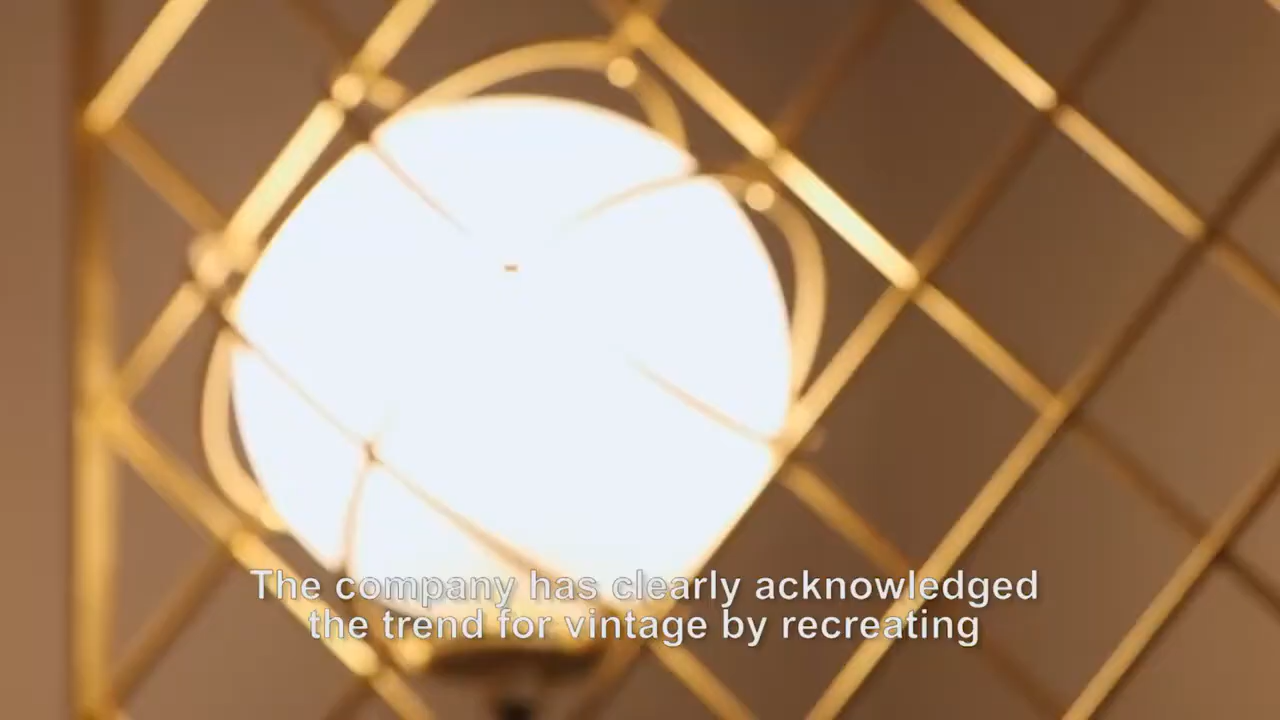 The company has clearly acknowledged
the trend for vintage by recreating